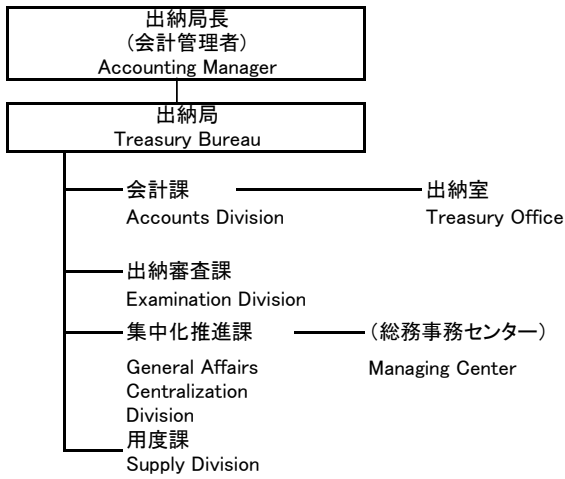 出納局長
(会計管理者)
Accounting Manager
出納局
Treasury Bureau
会計課
出納室
Accounts Division
Treasury Office
出納審査課
Examination Division
集中化推進課
(総務事務センター)
General Affairs
Centralization
Division
Managing Center
用度課
Supply Division